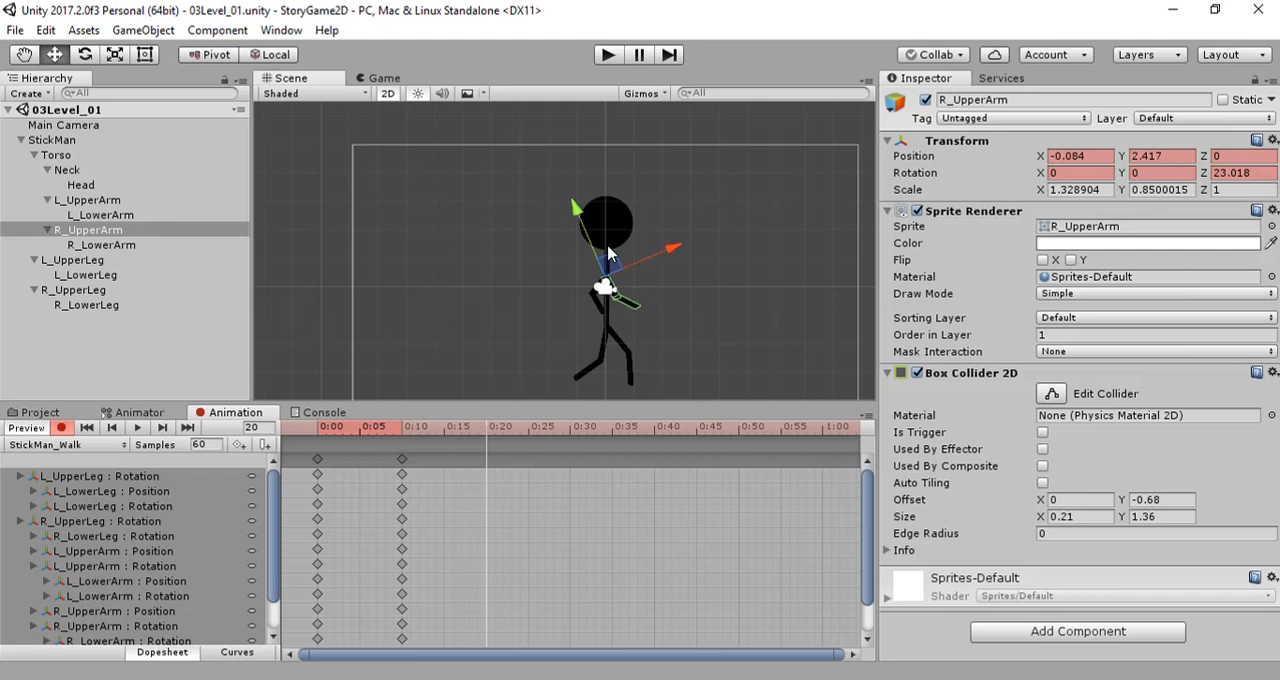 Unity 2017.2.0f3 Personal (64bit) - 03Level_01.unity - StoryGame2D - PC, Mac & Linux Standalone <DX11>
File Edit Assets GameObject Component Window Help
Pivot Local Collab Account Layers Layout
Hierarchy Scene Game Inspector Services
Create All Shaded 2D Gizmos All R_UpperArm Static
03Level_01
Tag Untagged Layer Default
Main Camera
StickMan
Transform
Torso
Position X -0.084 Y 2.417 Z 0
Neck
Rotation X 0 Y 0 Z 23.018
Head
Scale X 1.328904 Y 0.8500015 Z 1
L_UpperArm
L_LowerArm
Sprite Renderer
R_UpperArm
Sprite R_UpperArm
R_LowerArm
Color
L_UpperLeg
Flip X Y
L_LowerLeg
Material Sprites-Default
R_UpperLeg
Draw Mode Simple
R_LowerLeg
Sorting Layer Default
Order in Layer 1
Mask Interaction None
Box Collider 2D
Edit Collider
Project Animator Animation Console
Material None (Physics Material 2D)
Preview 20 0:00 0:05 0:10 0:15 0:20 0:25 0:30 0:35 0:40 0:45 0:50 0:55 1:00
Is Trigger
StickMan_Walk Samples 60
Used By Effector
Used By Composite
L_UpperLeg : Rotation
Auto Tiling
L_LowerLeg : Position
Offset X 0 Y -0.68
L_LowerLeg : Rotation
Size X 0.21 Y 1.36
R_UpperLeg : Rotation
Edge Radius 0
R_LowerLeg : Rotation
Info
L_UpperArm : Position
L_UpperArm : Rotation
Sprites-Default
L_LowerArm : Position
Shader Sprites/Default
L_LowerArm : Rotation
R_UpperArm : Position
R_UpperArm : Rotation
Add Component
R_LowerArm : Rotation
Dopesheet Curves